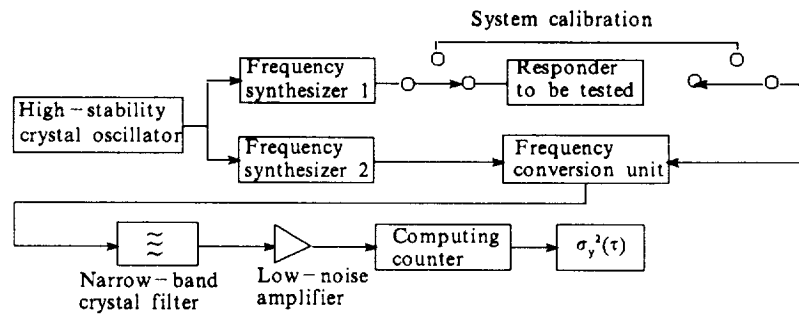 System calibration
Frequency
synthesizer 1
Responder
to be tested
High-stability
crystal oscillator
Frequency
synthesizer 2
Frequency
conversion unit
Narrow-band
crystal filter
Low-noise
amplifier
Computing
counter
σ_y²(τ)